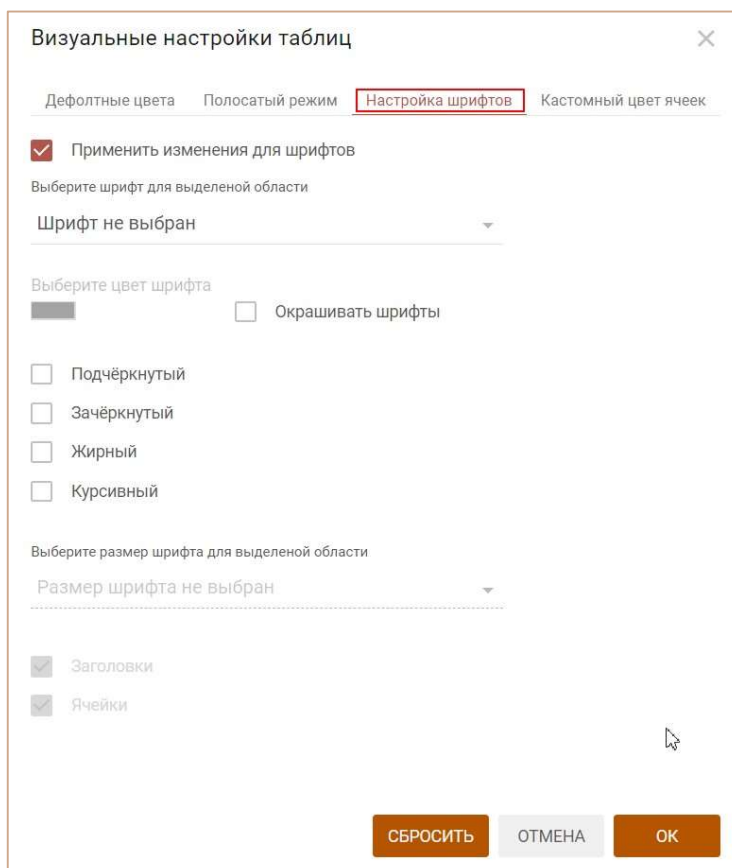 Визуальные настройки таблиц
Дефолтные цвета Полосатый режим Настройка шрифтов Кастомный цвет ячеек
Применить изменения для шрифтов
Выберите шрифт для выделеной области
Шрифт не выбран
Выберите цвет шрифта
Окрашивать шрифты
Подчёркнутый
Зачёркнутый
Жирный
Курсивный
Выберите размер шрифта для выделеной области
Размер шрифта не выбран
Заголовки
Ячейки
СБРОСИТЬ ОТМЕНА ОК